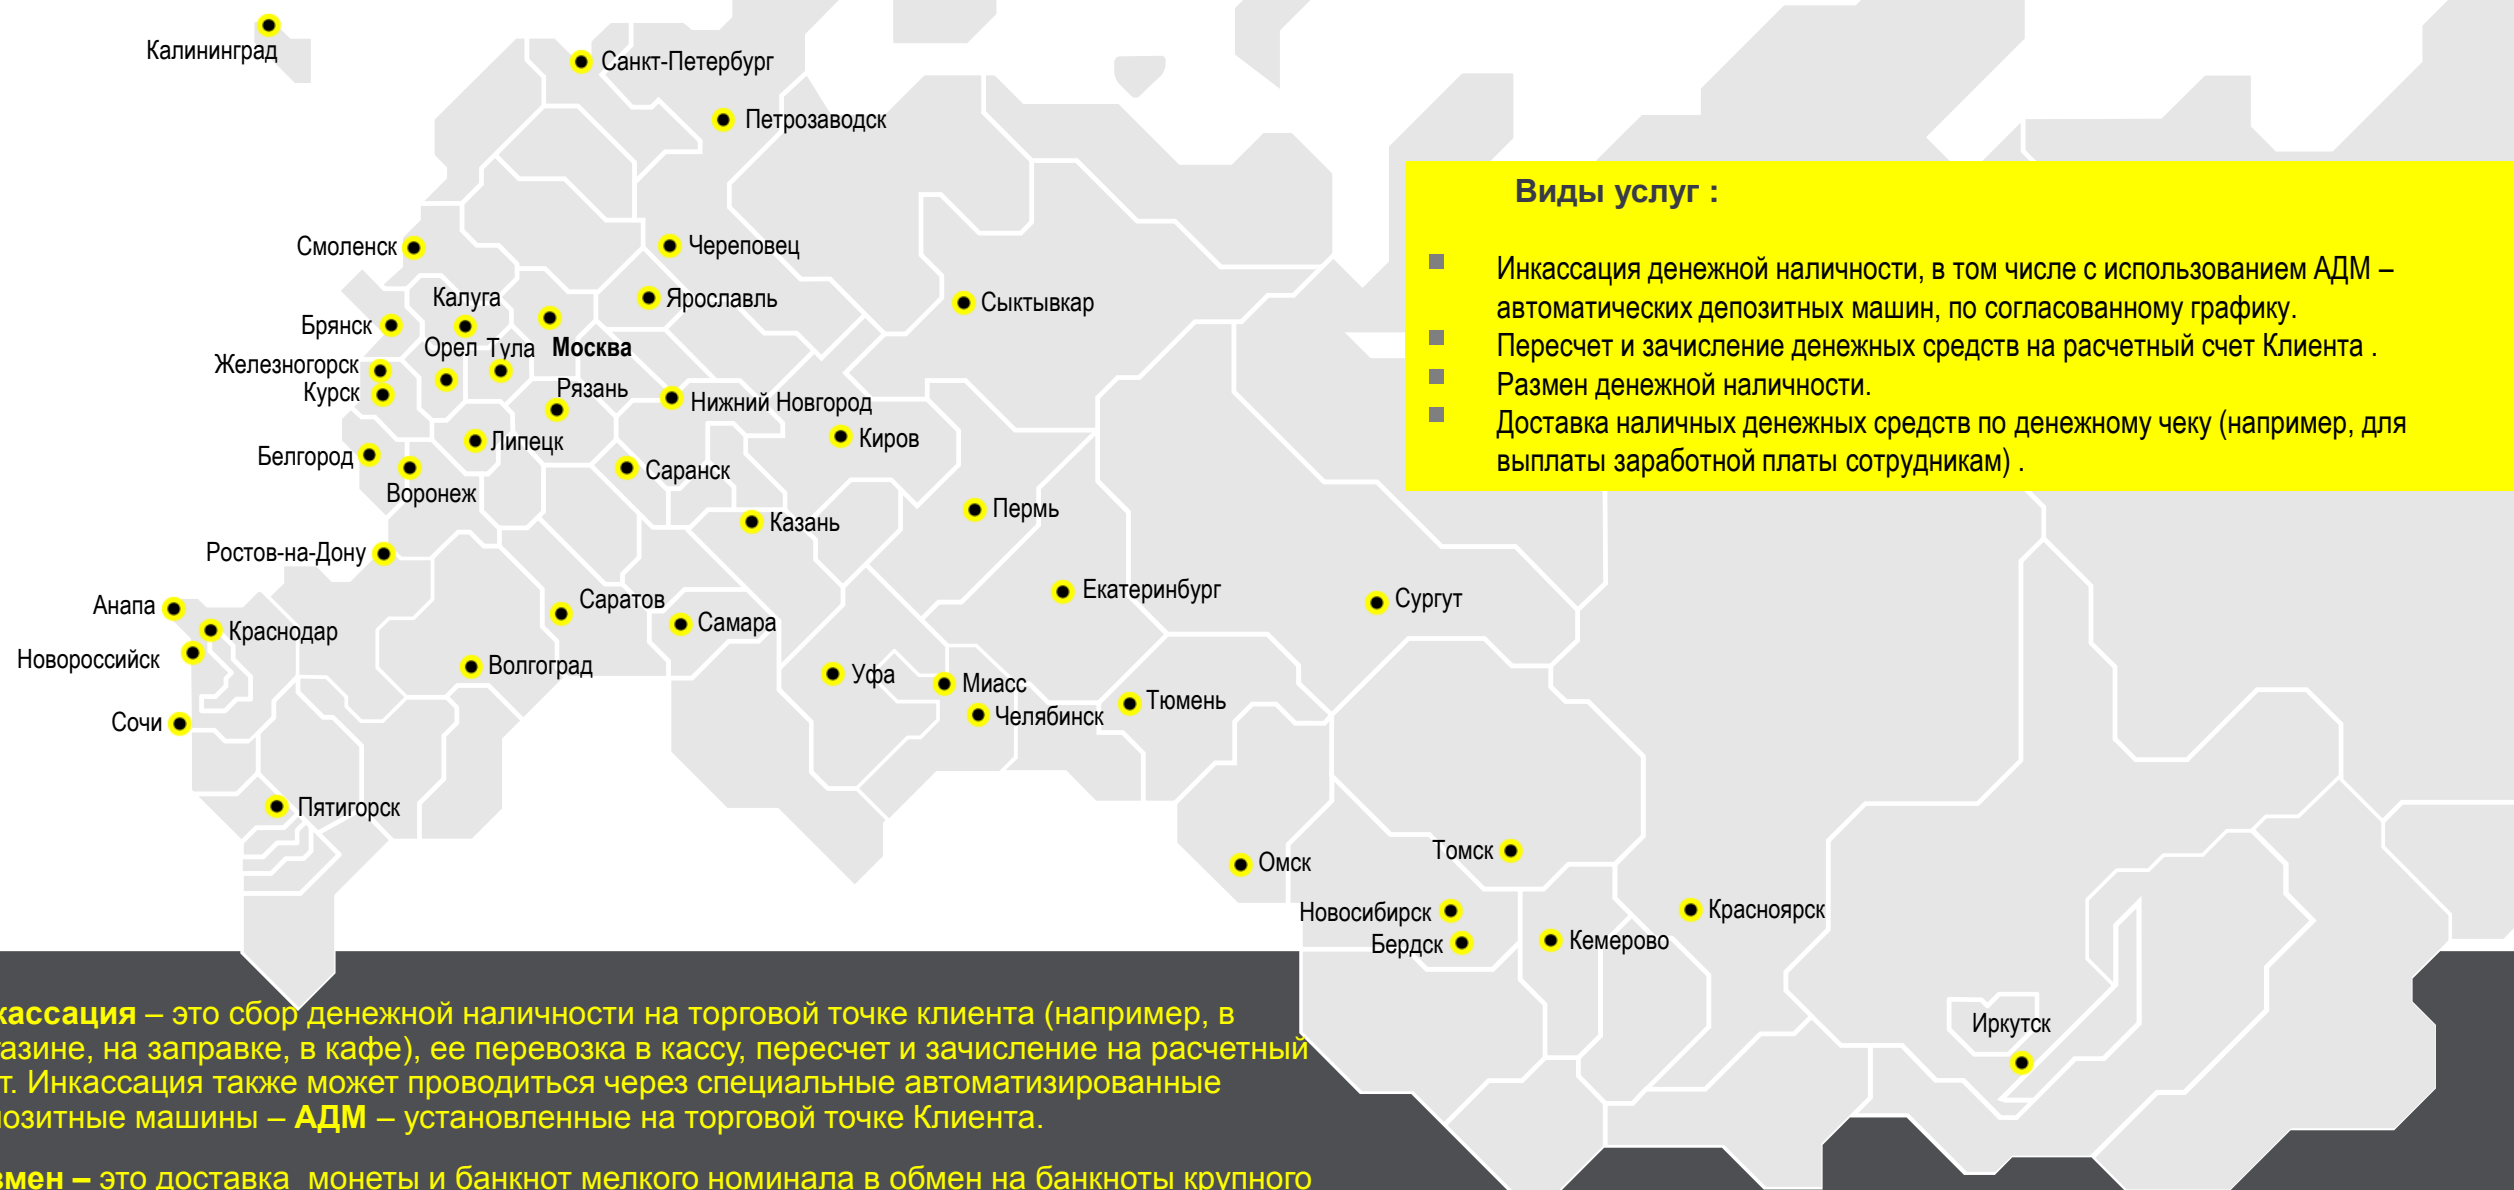 Калининград
Санкт-Петербург
Петрозаводск
Виды услуг :
Смоленск
Череповец
Инкассация денежной наличности, в том числе с использованием АДМ –
автоматических депозитных машин, по согласованному графику.
Пересчет и зачисление денежных средств на расчетный счет Клиента .
Размен денежной наличности.
Доставка наличных денежных средств по денежному чеку (например, для
выплаты заработной платы сотрудникам) .
Калуга
Ярославль
Сыктывкар
Брянск
Орел
Тула
Москва
Железногорск
Курск
Рязань
Нижний Новгород
Киров
Липецк
Белгород
Саранск
Воронеж
Пермь
Казань
Ростов-на-Дону
Екатеринбург
Сургут
Анапа
Саратов
Самара
Краснодар
Новороссийск
Волгоград
Уфа
Миасс
Тюмень
Челябинск
Сочи
Пятигорск
Омск
Томск
Новосибирск
Красноярск
Бердск
Кемерово
Иркутск
кассация – это сбор денежной наличности на торговой точке клиента (например, в
азине, на заправке, в кафе), ее перевозка в кассу, пересчет и зачисление на расчетный
т. Инкассация также может проводиться через специальные автоматизированные
позитные машины – АДМ – установленные на торговой точке Клиента.
змен – это доставка монеты и банкнот мелкого номинала в обмен на банкноты крупного